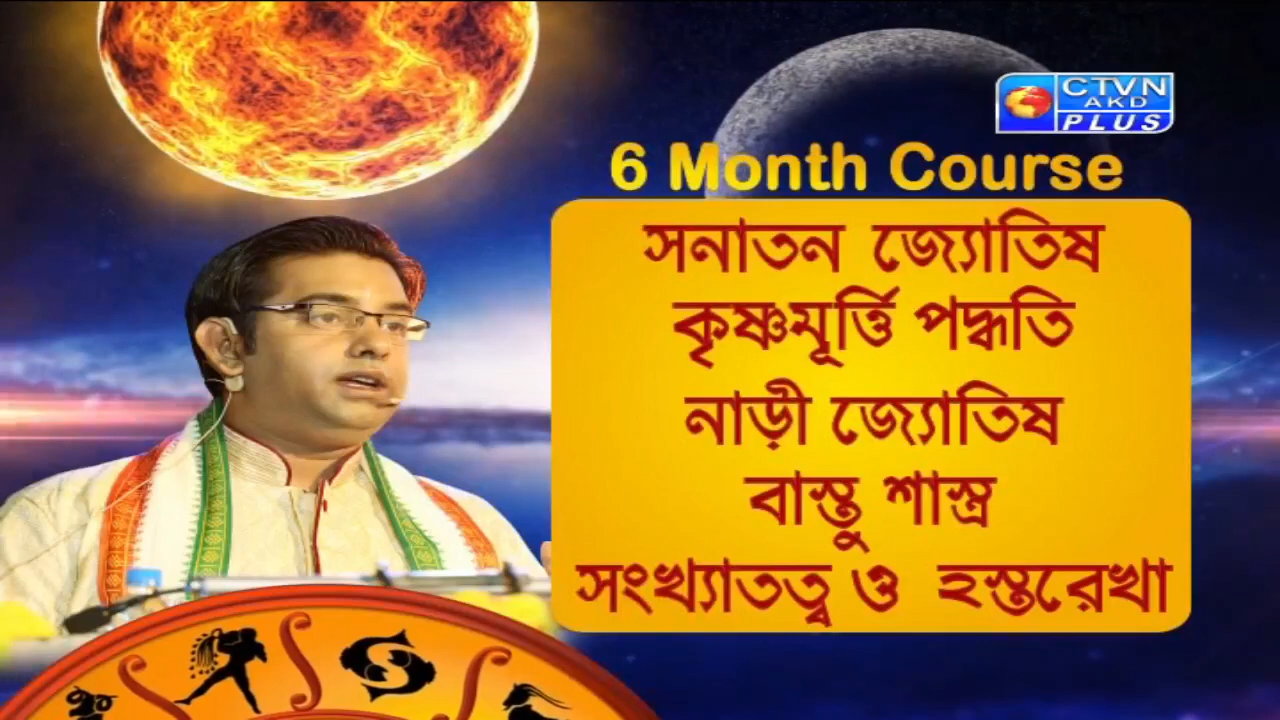 CTVN
AKD
PLUS
6 Month Course
সনাতন জ্যোতিষ
কৃষ্ণমূর্ত্তি পদ্ধতি
নাড়ী জ্যোতিষ
বাস্তু শাস্ত্র
সংখ্যাতত্ব ও হস্তরেখা